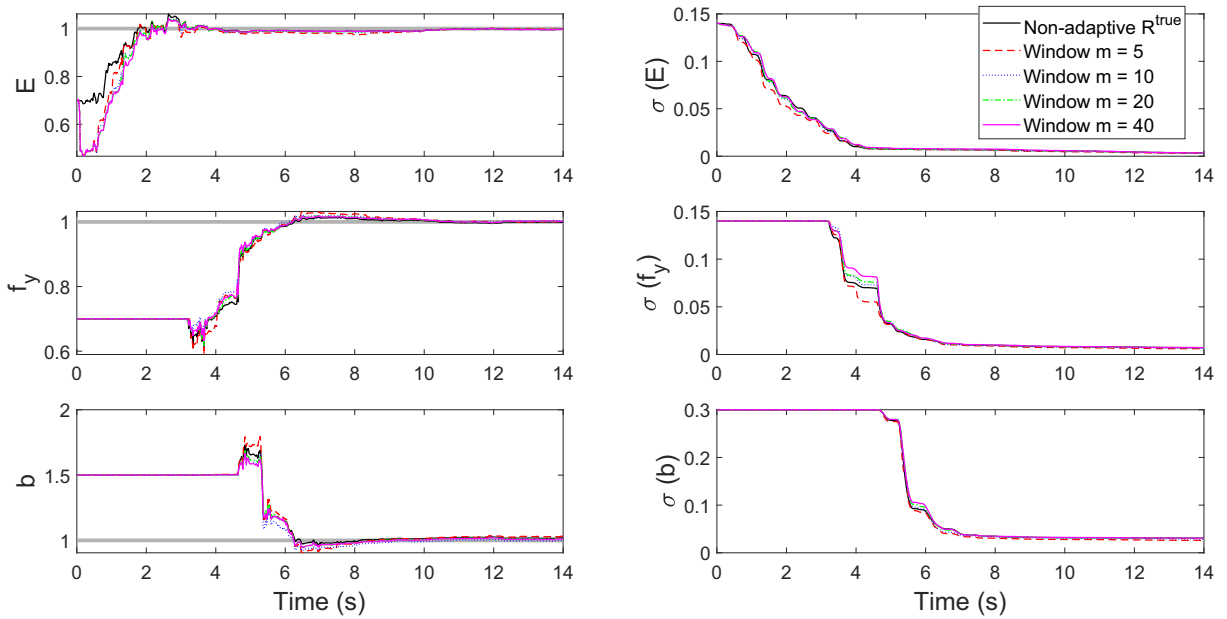 E
1
0.8
0.6
0 2 4 6 8 10 12 14
σ (E)
0.15
0.1
0.05
0
0 2 4 6 8 10 12 14
Non-adaptive R^true
Window m = 5
Window m = 10
Window m = 20
Window m = 40
f_y
1
0.8
0.6
0 2 4 6 8 10 12 14
σ (f_y)
0.15
0.1
0.05
0
0 2 4 6 8 10 12 14
b
2
1.5
1
0 2 4 6 8 10 12 14
Time (s)
σ (b)
0.3
0.2
0.1
0
0 2 4 6 8 10 12 14
Time (s)